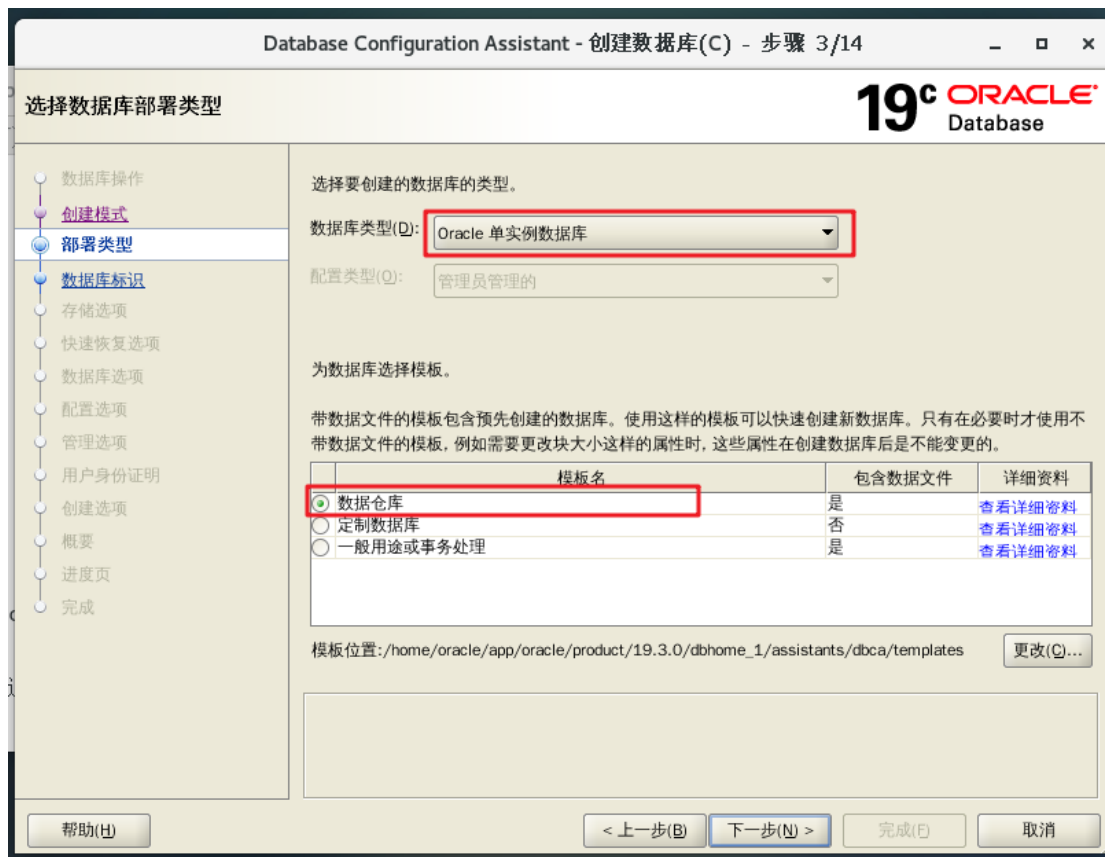 Database Configuration Assistant - 创建数据库(C) - 步骤 3/14
选择数据库部署类型
19c ORACLE
Database
数据库操作
创建模式
部署类型
数据库标识
存储选项
快速恢复选项
数据库选项
配置选项
管理选项
用户身份证明
创建选项
概要
进度页
完成
选择要创建的数据库的类型。
数据库类型(D): Oracle 单实例数据库
配置类型(O): 管理员管理的
为数据库选择模板。
带数据文件的模板包含预先创建的数据库。使用这样的模板可以快速创建新数据库。只有在必要时才使用不
带数据文件的模板, 例如需要更改块大小这样的属性时, 这些属性在创建数据库后是不能变更的。
模板名 包含数据文件 详细资料
数据仓库 是 查看详细资料
定制数据库 否 查看详细资料
一般用途或事务处理 是 查看详细资料
模板位置:/home/oracle/app/oracle/product/19.3.0/dbhome_1/assistants/dbca/templates 更改(C)...
帮助(H) < 上一步(B) 下一步(N) > 完成(F) 取消